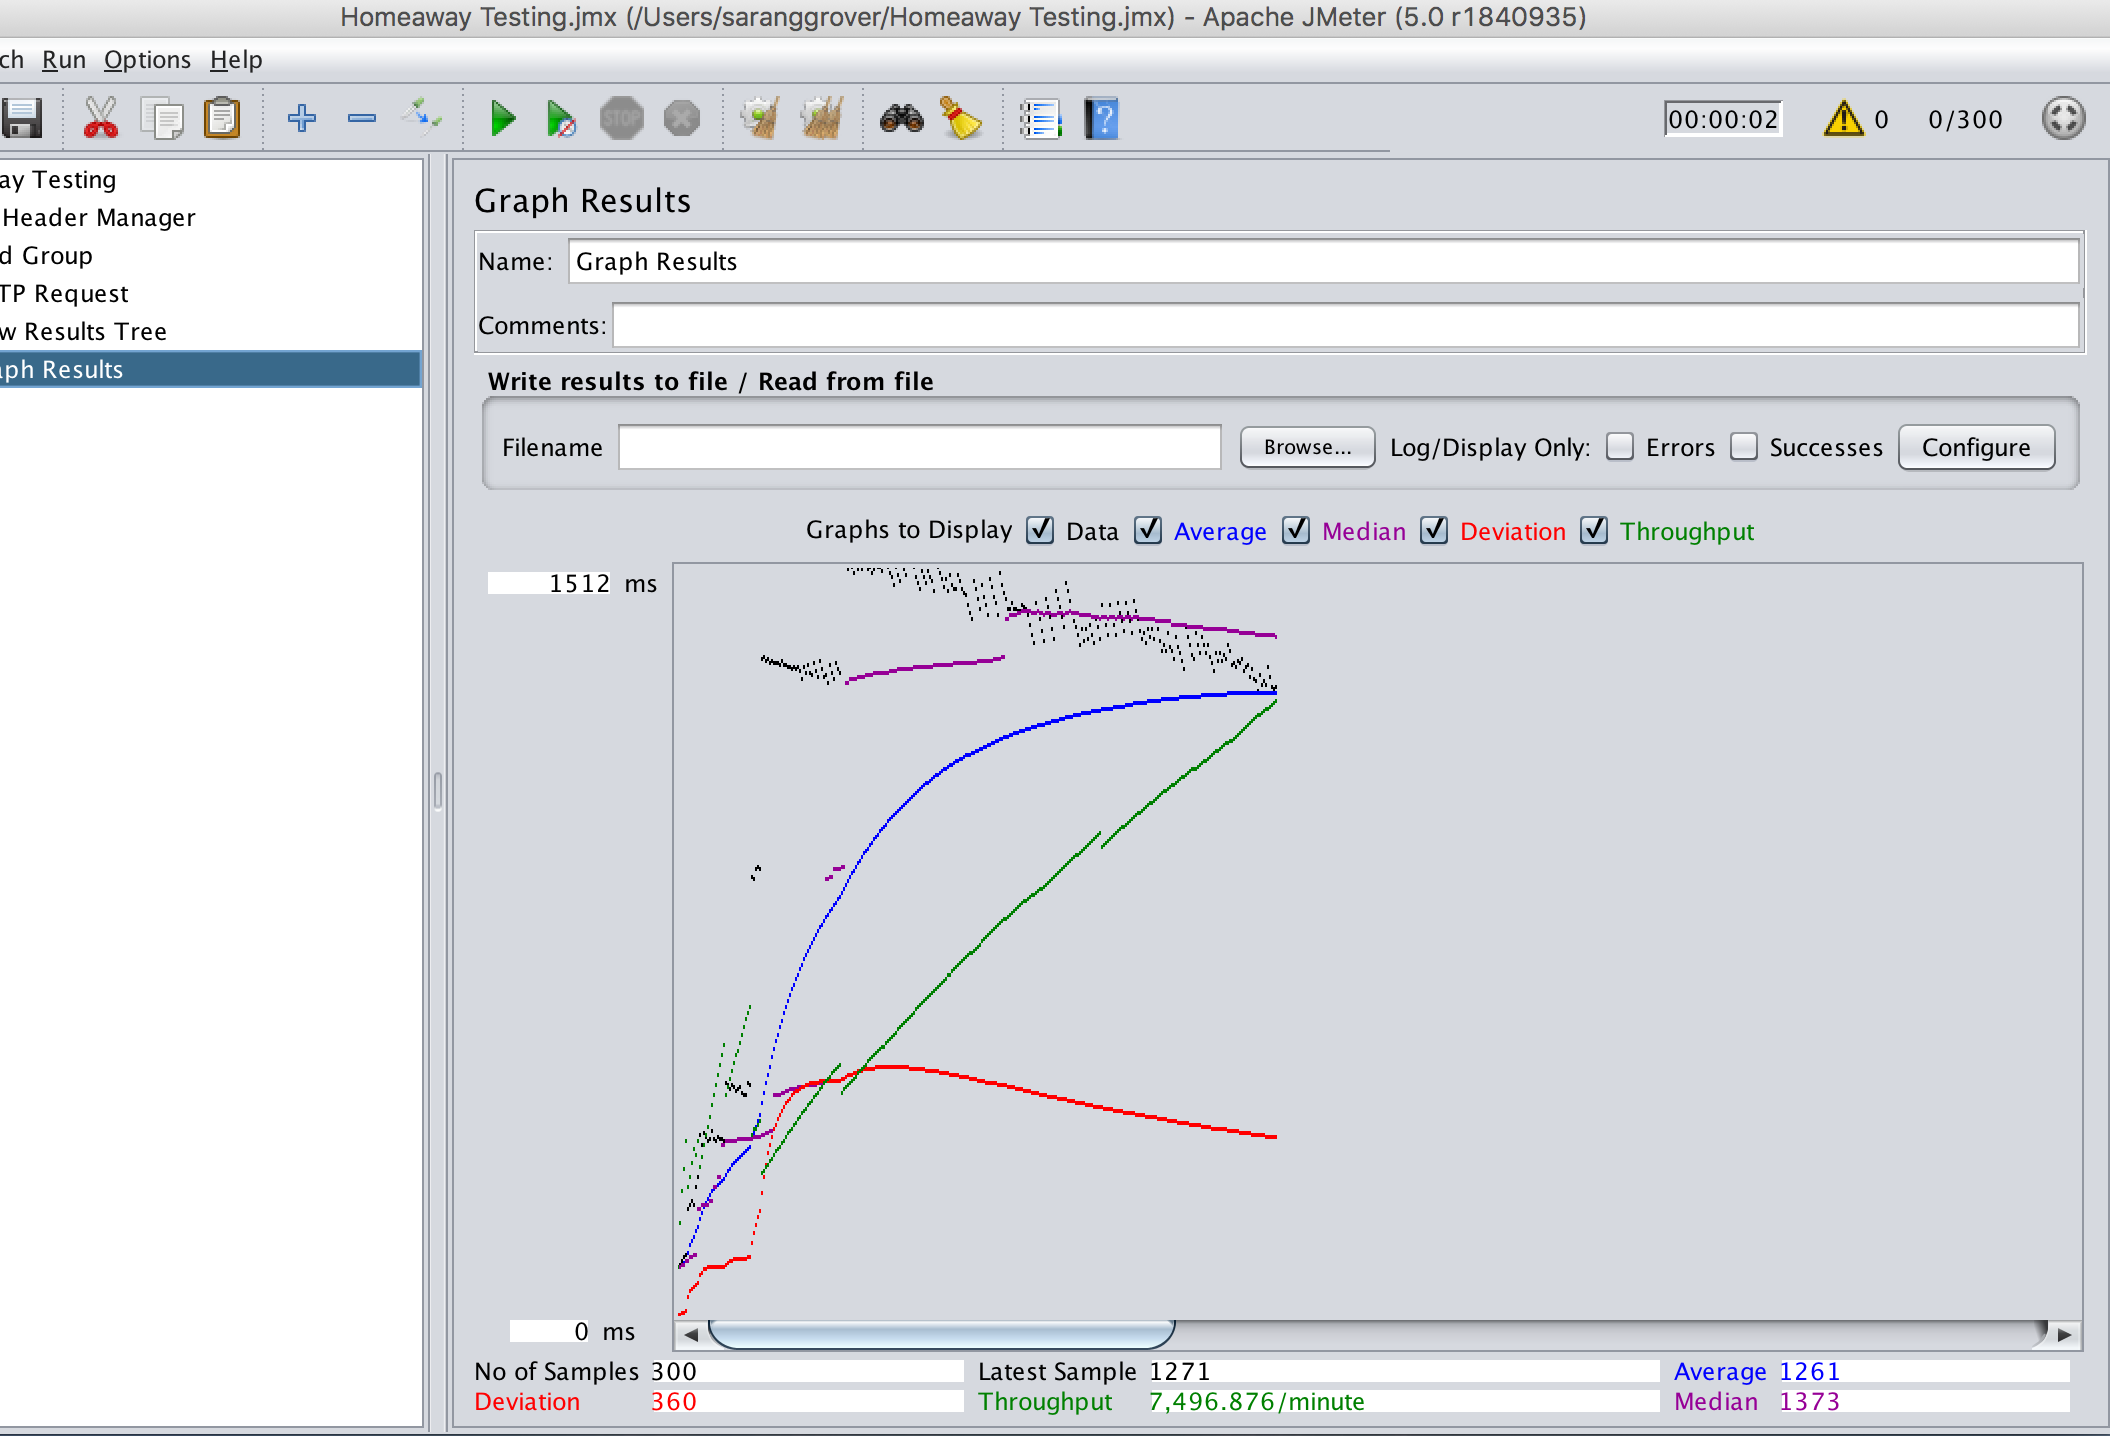 Homeaway Testing.jmx (/Users/saranggrover/Homeaway Testing.jmx) - Apache JMeter (5.0 r1840935)
ch Run Options Help
STOP 00:00:02 0 0/300
ay Testing
Header Manager
d Group
TP Request
w Results Tree
aph Results
Graph Results
Name: Graph Results
Comments:
Write results to file / Read from file
Filename Browse... Log/Display Only: Errors Successes Configure
Graphs to Display Data Average Median Deviation Throughput
1512 ms
0 ms
No of Samples 300 Latest Sample 1271 Average 1261
Deviation 360 Throughput 7,496.876/minute Median 1373